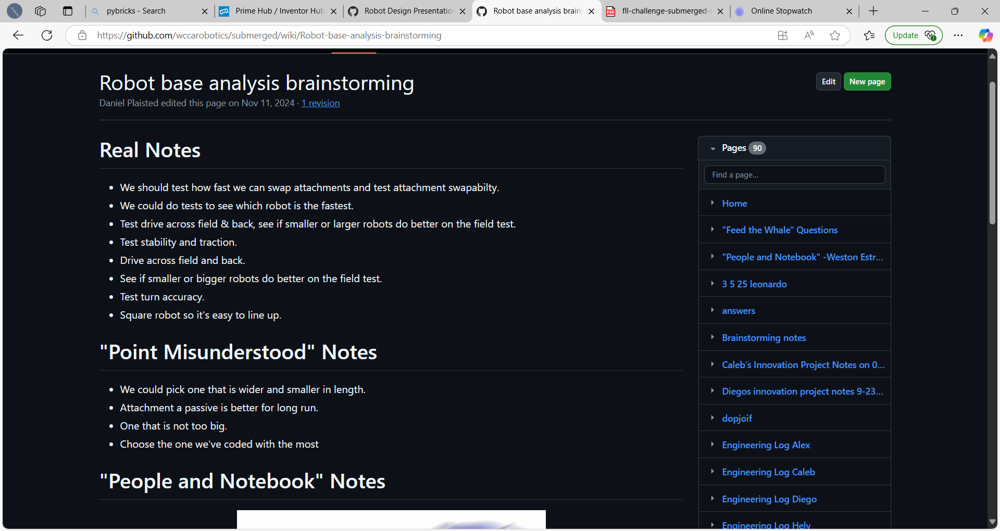 pybricks - Search
Prime Hub / Inventor Hub
Robot Design Presentation
Robot base analysis brains
fll-challenge-submerged-
Online Stopwatch
https://github.com/wccarobotics/submerged/wiki/Robot-base-analysis-brainstorming
Update
Robot base analysis brainstorming
Edit
New page
Daniel Plaisted edited this page on Nov 11, 2024 · 1 revision
Real Notes
• We should test how fast we can swap attachments and test attachment swapabilty.
• We could do tests to see which robot is the fastest.
• Test drive across field & back, see if smaller or larger robots do better on the field test.
• Test stability and traction.
• Drive across field and back.
• See if smaller or bigger robots do better on the field test.
• Test turn accuracy.
• Square robot so it's easy to line up.
"Point Misunderstood" Notes
• We could pick one that is wider and smaller in length.
• Attachment a passive is better for long run.
• One that is not too big.
• Choose the one we've coded with the most
"People and Notebook" Notes
Pages 90
Find a page...
Home
"Feed the Whale" Questions
"People and Notebook" -Weston Estr...
3 5 25 leonardo
answers
Brainstorming notes
Caleb's Innovation Project Notes on 0...
Diegos innovation project notes 9-23...
dopjoif
Engineering Log Alex
Engineering Log Caleb
Engineering Log Diego
Engineering Log Hely